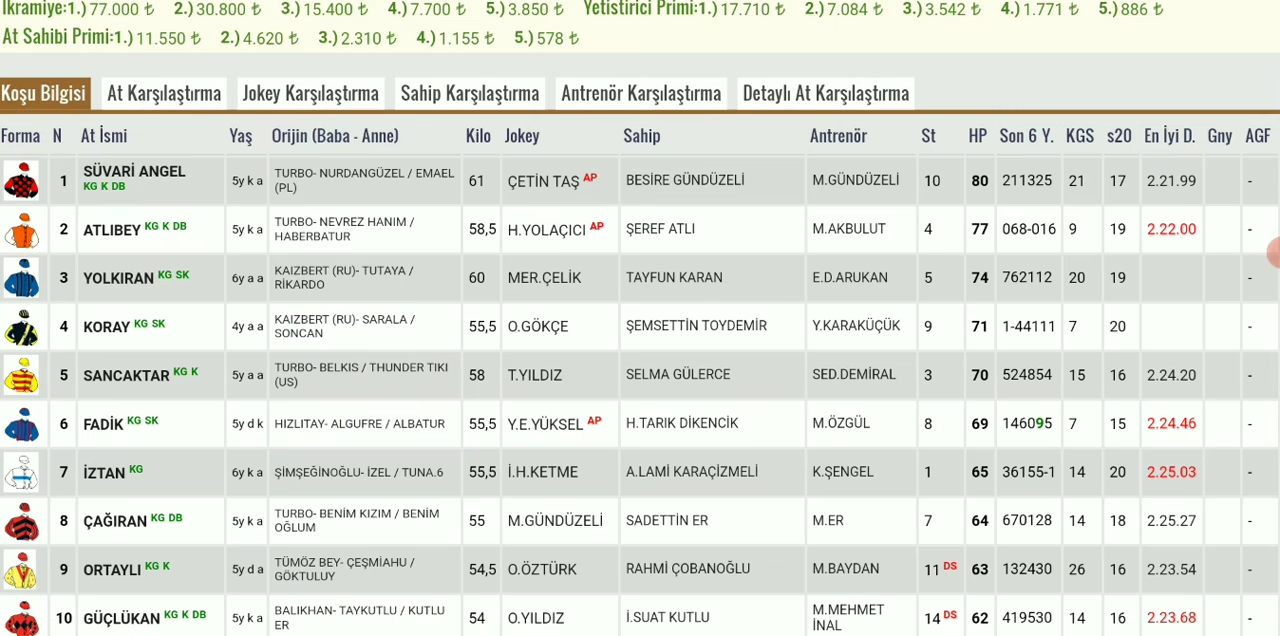 İkramiye:1.) 77.000 ₺ 2.) 30.800 ₺ 3.) 15.400 ₺ 4.) 7.700 ₺ 5.) 3.850 ₺ Yetistirici Primi:1.) 17.710 ₺ 2.) 7.084 ₺ 3.) 3.542 ₺ 4.) 1.771 ₺ 5.) 886 ₺
At Sahibi Primi:1.) 11.550 ₺ 2.) 4.620 ₺ 3.) 2.310 ₺ 4.) 1.155 ₺ 5.) 578 ₺
Koşu Bilgisi At Karşılaştırma Jokey Karşılaştırma Sahip Karşılaştırma Antrenör Karşılaştırma Detaylı At Karşılaştırma
Forma N At İsmi Yaş Orijin (Baba - Anne) Kilo Jokey Sahip Antrenör St HP Son 6 Y. KGS s20 En İyi D. Gny AGF
1 SÜVARİ ANGEL KG K DB 5y k a TURBO- NURDANGÜZEL / EMAEL (PL) 61 ÇETİN TAŞ AP BESİRE GÜNDÜZELİ M.GÜNDÜZELİ 10 80 211325 21 17 2.21.99 -
2 ATLIBEY KG K DB 5y k a TURBO- NEVREZ HANIM / HABERBATUR 58,5 H.YOLAÇICI AP ŞEREF ATLI M.AKBULUT 4 77 068-016 9 19 2.22.00 -
3 YOLKIRAN KG SK 6y a a KAIZBERT (RU)- TUTAYA / RİKARDO 60 MER.ÇELİK TAYFUN KARAN E.D.ARUKAN 5 74 762112 20 19 -
4 KORAY KG SK 4y a a KAIZBERT (RU)- SARALA / SONCAN 55,5 O.GÖKÇE ŞEMSETTİN TOYDEMİR Y.KARAKÜÇÜK 9 71 1-44111 7 20 -
5 SANCAKTAR KG K 5y a a TURBO- BELKIS / THUNDER TIKI (US) 58 T.YILDIZ SELMA GÜLERCE SED.DEMİRAL 3 70 524854 15 16 2.24.20 -
6 FADİK KG SK 5y d k HIZLITAY- ALGUFRE / ALBATUR 55,5 Y.E.YÜKSEL AP H.TARIK DİKENCİK M.ÖZGÜL 8 69 146095 7 15 2.24.46 -
7 İZTAN KG 6y k a ŞİMŞEĞİNOĞLU- İZEL / TUNA.6 55,5 İ.H.KETME A.LAMİ KARAÇİZMELİ K.ŞENGEL 1 65 36155-1 14 20 2.25.03 -
8 ÇAĞIRAN KG DB 5y k a TURBO- BENİM KIZIM / BENİM OĞLUM 55 M.GÜNDÜZELİ SADETTİN ER M.ER 7 64 670128 14 18 2.25.27 -
9 ORTAYLI KG K 5y d a TÜMÖZ BEY- ÇEŞMİAHU / GÖKTULUY 54,5 O.ÖZTÜRK RAHMİ ÇOBANOĞLU M.BAYDAN 11 DS 63 132430 26 16 2.23.54 -
10 GÜÇLÜKAN KG K DB 5y k a BALIKHAN- TAYKUTLU / KUTLU ER 54 O.YILDIZ İ.SUAT KUTLU M.MEHMET İNAL 14 DS 62 419530 14 16 2.23.68 -